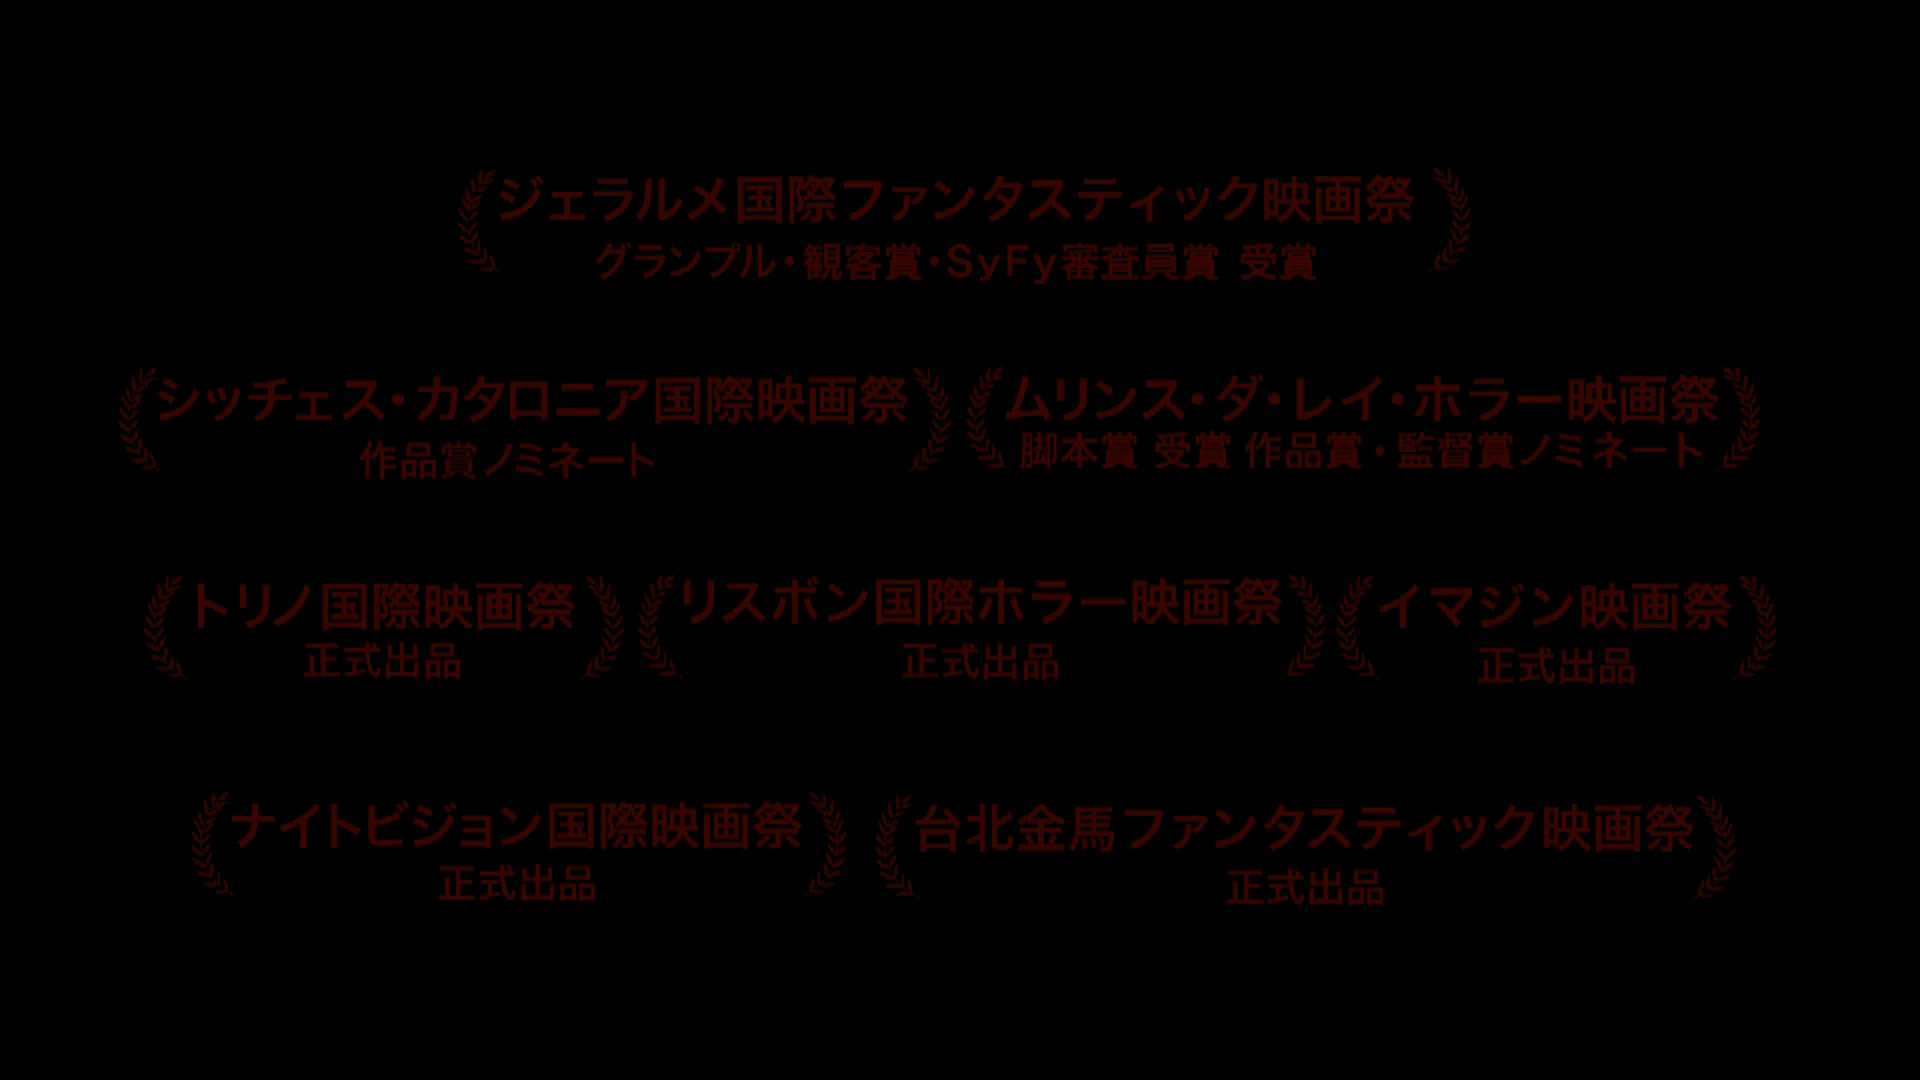 ジェラルメ国際ファンタスティック映画祭
グランプル・観客賞・SyFy審査員賞 受賞
シッチェス・カタロニア国際映画祭
作品賞ノミネート
ムリンス・ダ・レイ・ホラー映画祭
脚本賞 受賞 作品賞・監督賞ノミネート
トリノ国際映画祭
正式出品
リスボン国際ホラー映画祭
正式出品
イマジン映画祭
正式出品
ナイトビジョン国際映画祭
正式出品
台北金馬ファンタスティック映画祭
正式出品